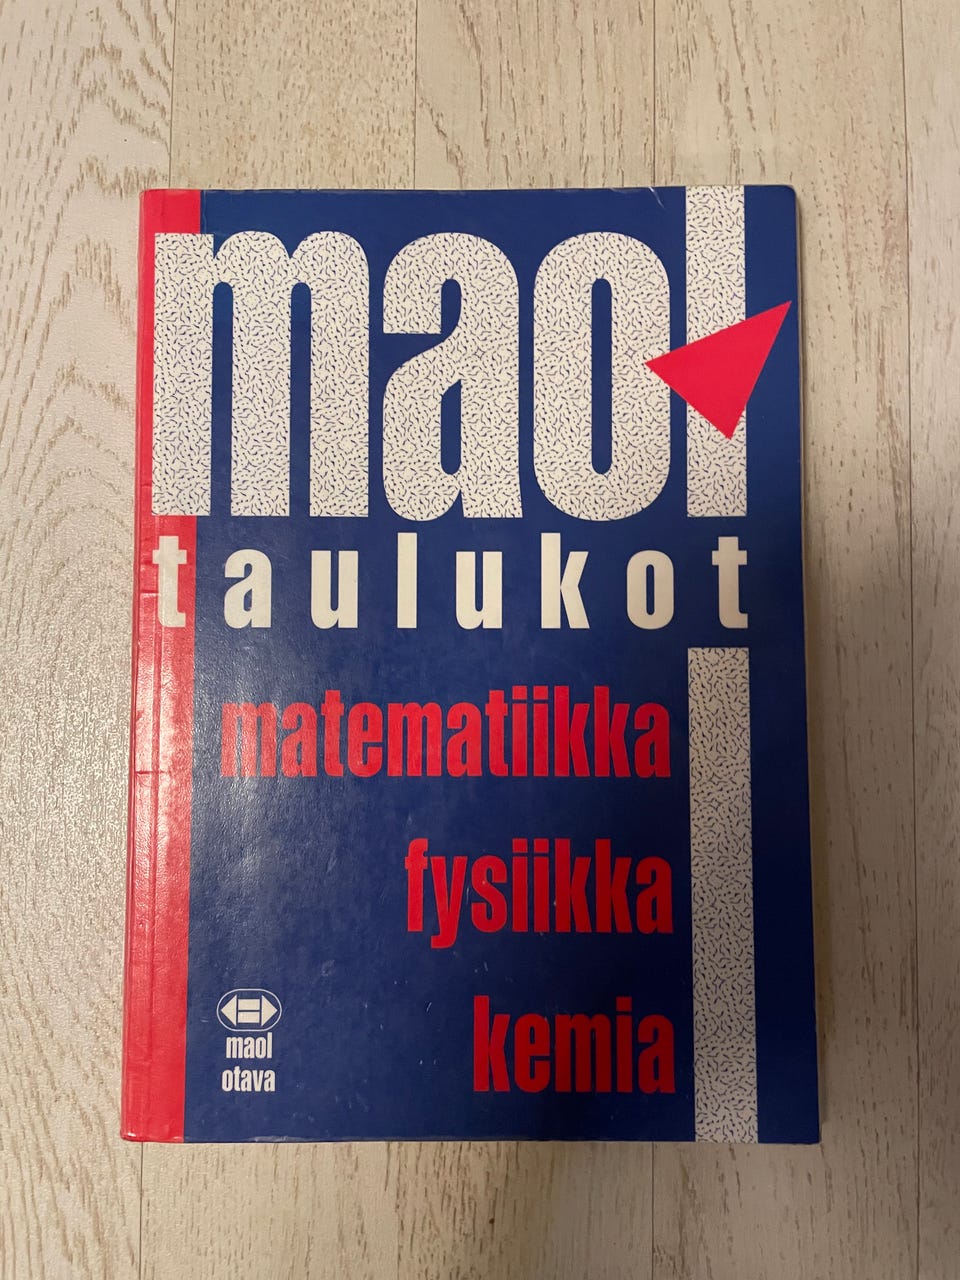 maol
taulukot
matematiikka
fysiikka
kemia
maol
otava